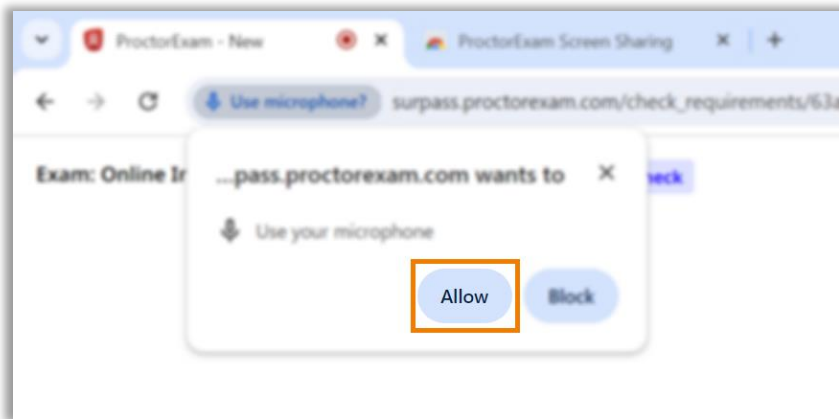 ProctorExam - New
ProctorExam Screen Sharing
Use microphone?
surpass.proctorexam.com/check_requirements/63a
Exam: Online Ir
...pass.proctorexam.com wants to
heck
Use your microphone
Allow
Block